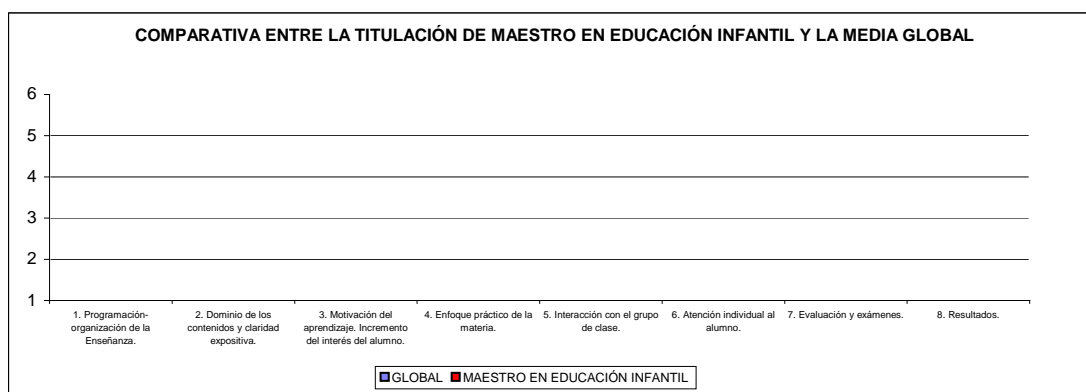 COMPARATIVA ENTRE LA TITULACIÓN DE MAESTRO EN EDUCACIÓN INFANTIL Y LA MEDIA GLOBAL
6
5
4
3
2
1
1. Programación-
organización de la
Enseñanza.
2. Dominio de los
contenidos y claridad
expositiva.
3. Motivación del
aprendizaje. Incremento
del interés del alumno.
4. Enfoque práctico de la
materia.
5. Interacción con el grupo
de clase.
6. Atención individual al
alumno.
7. Evaluación y exámenes.
8. Resultados.
GLOBAL
MAESTRO EN EDUCACIÓN INFANTIL